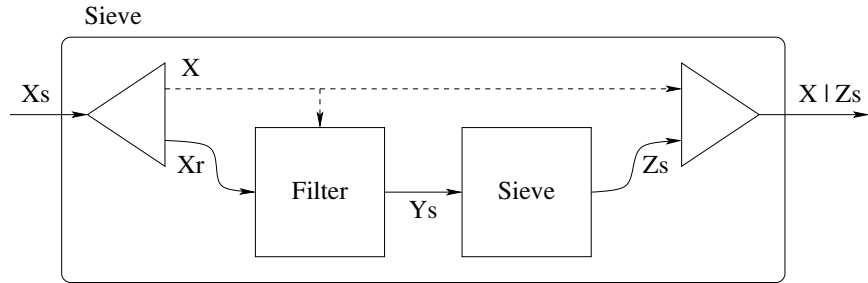 Sieve
Xs
X
X | Zs
Xr
Filter
Ys
Sieve
Zs